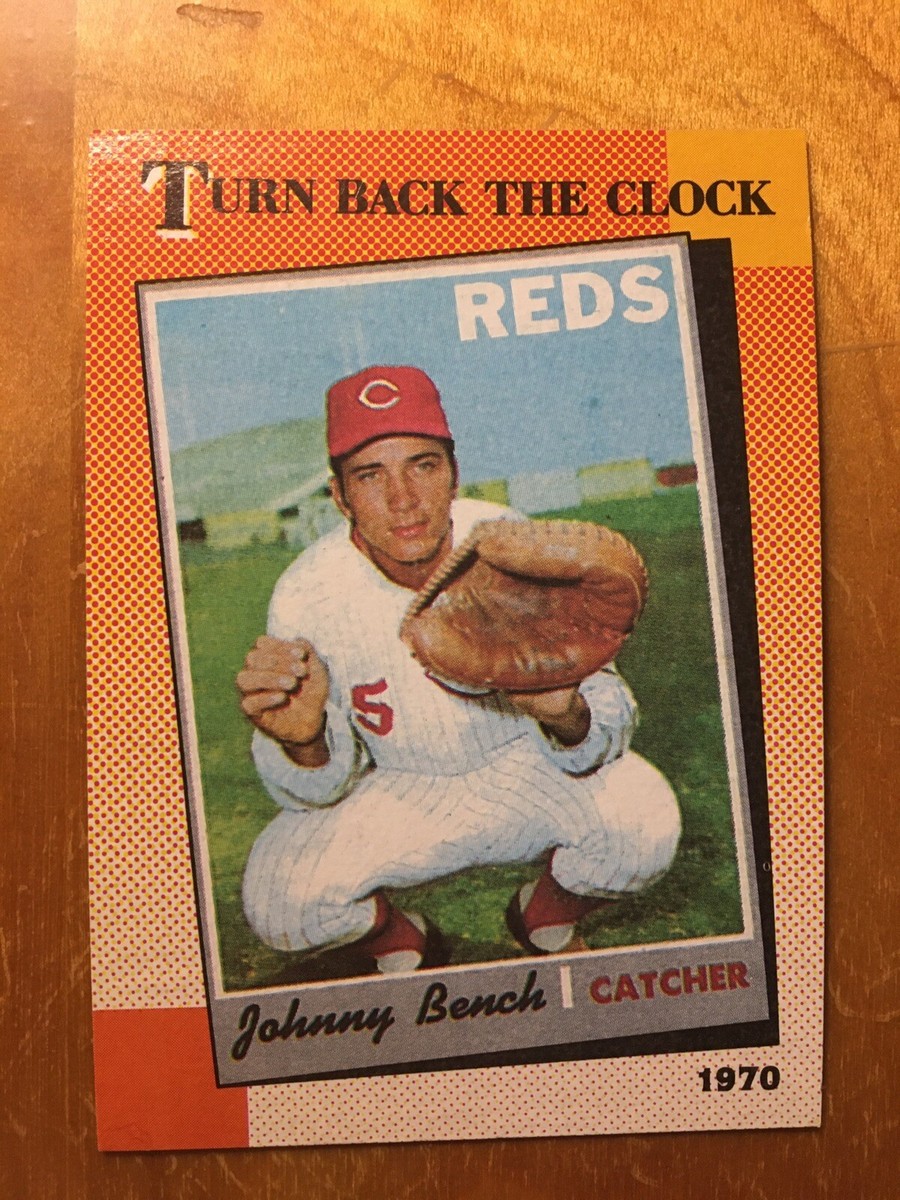 TURN BACK THE CLOCK
REDS
C
5
Johnny Bench | CATCHER
1970